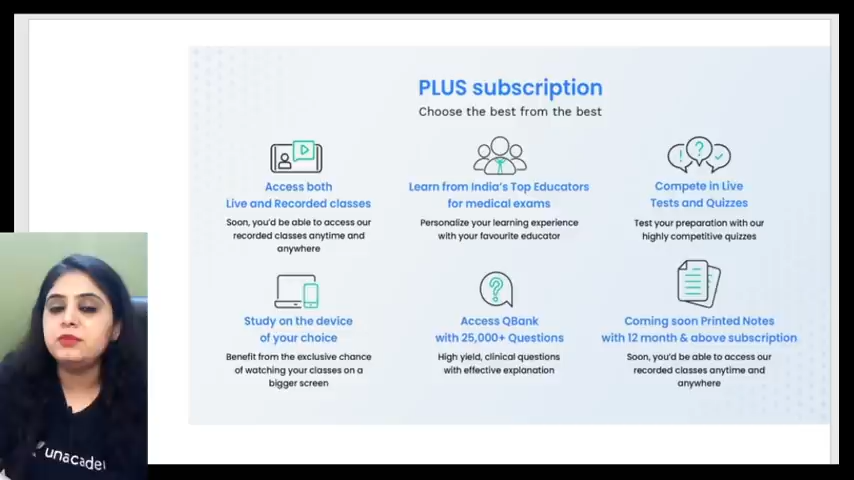 PLUS subscription
Choose the best from the best
Access both
Live and Recorded classes
Soon, you'd be able to access our
recorded classes anytime and
anywhere
Learn from India's Top Educators
for medical exams
Personalize your learning experience
with your favourite educator
Compete in Live
Tests and Quizzes
Test your preparation with our
highly competitive quizzes
Study on the device
of your choice
Benefit from the exclusive chance
of watching your classes on a
bigger screen
Access QBank
with 25,000+ Questions
High yield, clinical questions
with effective explanation
Coming soon Printed Notes
with 12 month & above subscription
Soon, you'd be able to access our
recorded classes anytime and
anywhere
unacade